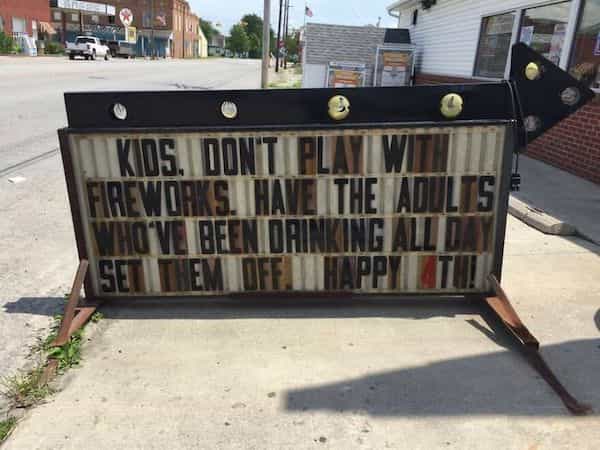 KIDS, DON'T PLAY WITH
FIREWORKS. HAVE THE ADULTS
WHO'VE BEEN DRINKING ALL DAY
SET THEM OFF. HAPPY 4TH!